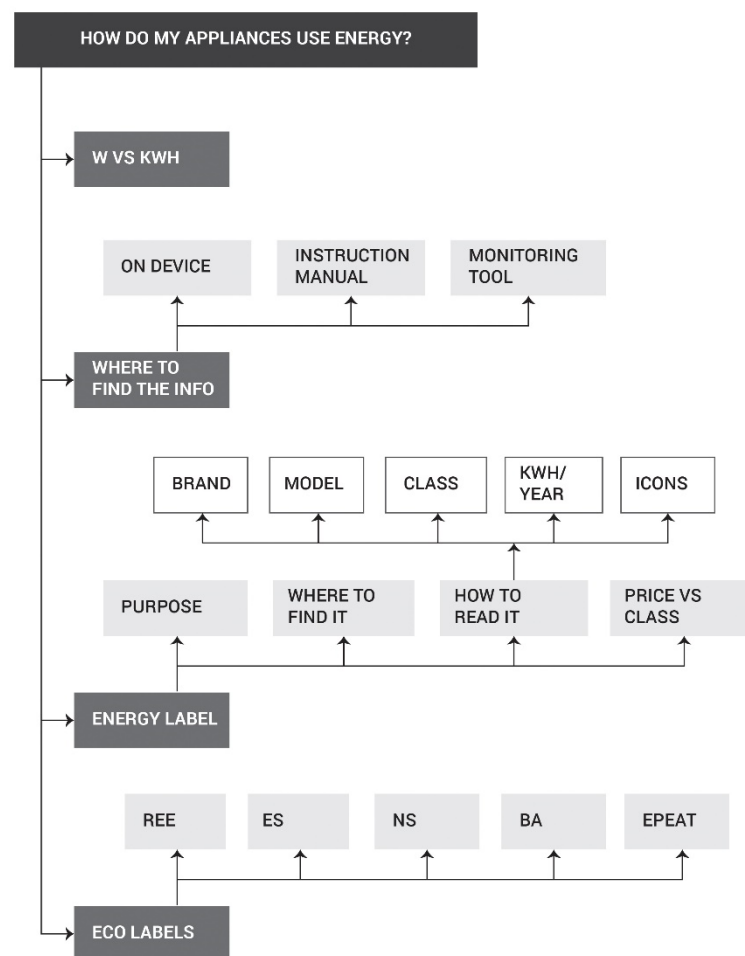 HOW DO MY APPLIANCES USE ENERGY?
W VS KWH
ON DEVICE
INSTRUCTION
MANUAL
MONITORING
TOOL
WHERE TO
FIND THE INFO
BRAND
MODEL
CLASS
KWH/
YEAR
ICONS
PURPOSE
WHERE TO
FIND IT
HOW TO
READ IT
PRICE VS
CLASS
ENERGY LABEL
REE
ES
NS
BA
EPEAT
ECO LABELS